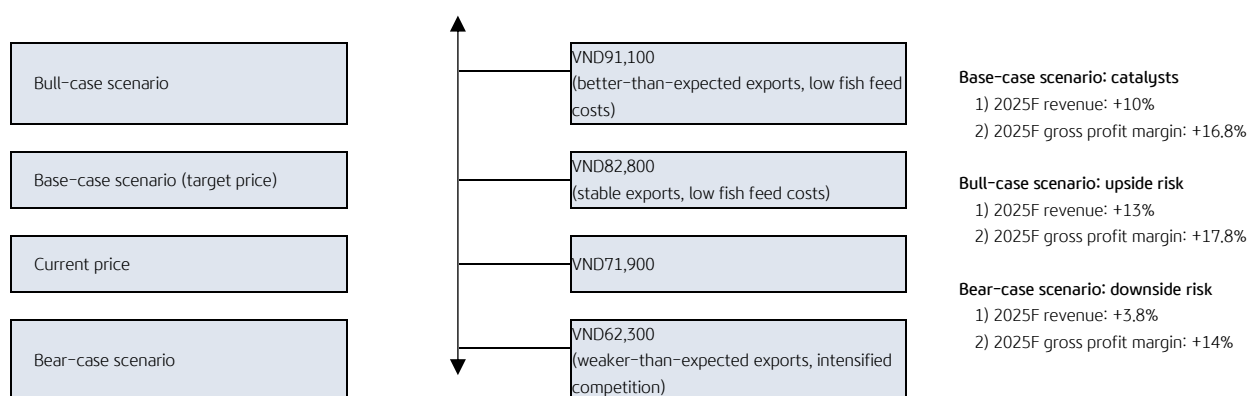 Bull-case scenario
VND91,100
(better-than-expected exports, low fish feed
costs)
Base-case scenario (target price)
VND82,800
(stable exports, low fish feed costs)
Current price
VND71,900
Bear-case scenario
VND62,300
(weaker-than-expected exports, intensified
competition)
Base-case scenario: catalysts
1) 2025F revenue: +10%
2) 2025F gross profit margin: +16.8%
Bull-case scenario: upside risk
1) 2025F revenue: +13%
2) 2025F gross profit margin: +17.8%
Bear-case scenario: downside risk
1) 2025F revenue: +3.8%
2) 2025F gross profit margin: +14%